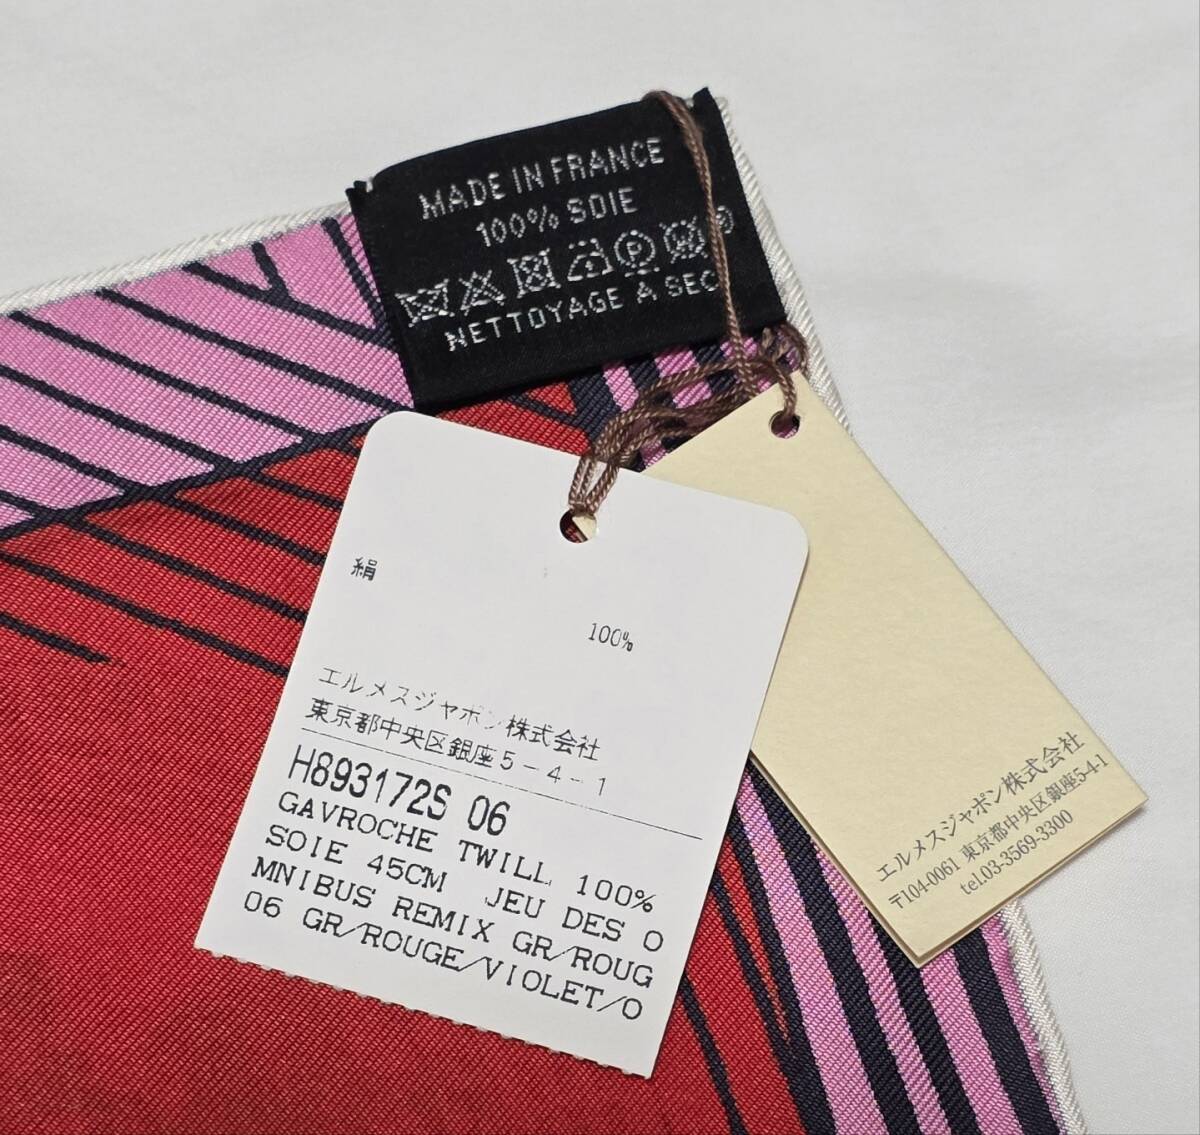 MADE IN FRANCE
100% SOIE
P
NETTOYAGE A SEC
絹
100%
エルメスジャポン株式会社
東京都中央区銀座5-4-1
H893172S 06
GAVROCHE TWILL 100%
SOIE 45CM JEU DES O
MNIBUS REMIX GR/ROUG
06 GR/ROUGE/VIOLET/O
エルメスジャポン株式会社
〒104-0061 東京都中央区銀座5-4-1
tel.03-3569-3300